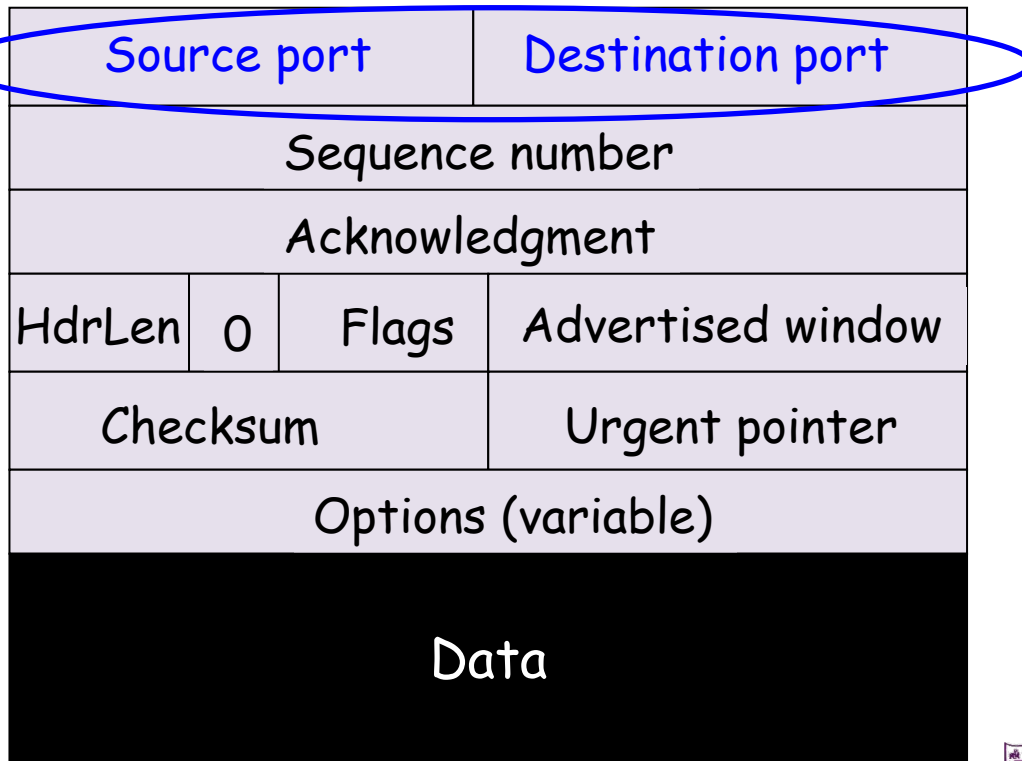 Source port Destination port
Sequence number
Acknowledgment
HdrLen 0 Flags Advertised window
Checksum Urgent pointer
Options (variable)
Data